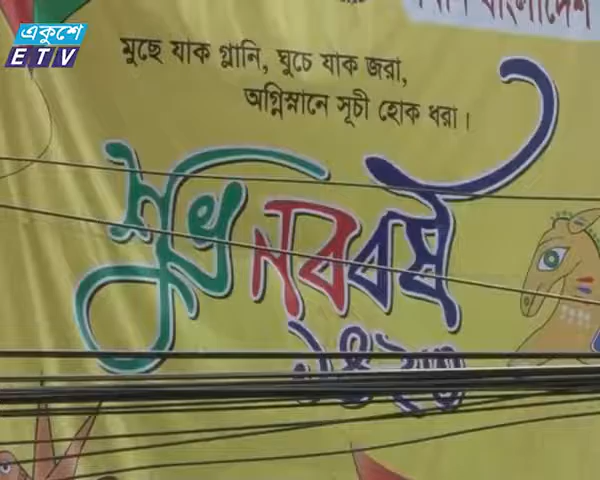 একুশে
ETV
বাংলাদেশ
মুছে যাক গ্লানি, ঘুচে যাক জরা,
অগ্নিস্নানে সূচী হোক ধরা।
শুভ নববর্ষ